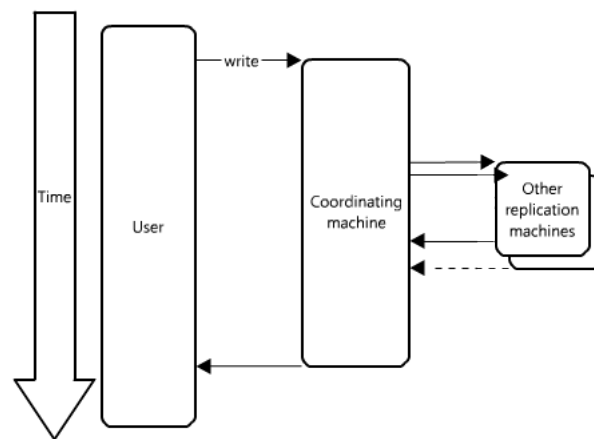 write
Time
User
Coordinating
machine
Other
replication
machines